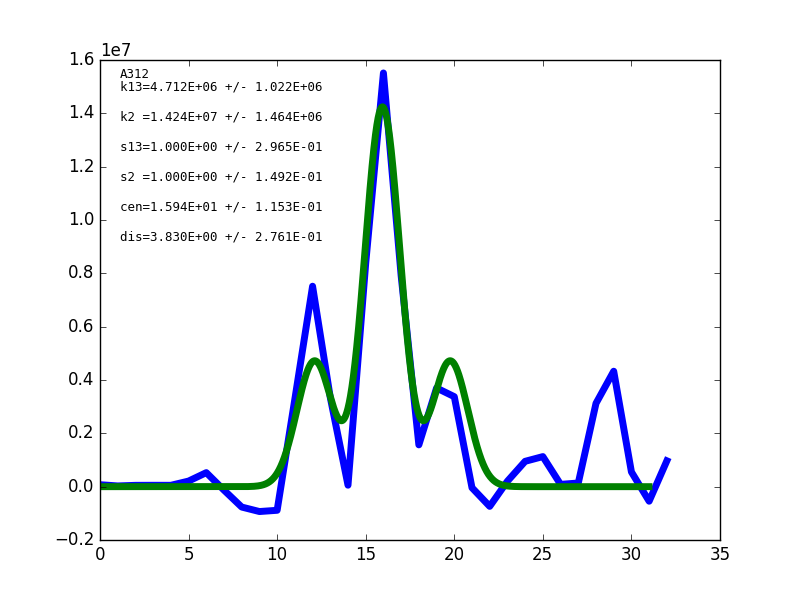 1e7
A312
k13=4.712E+06 +/- 1.022E+06
k2 =1.424E+07 +/- 1.464E+06
s13=1.000E+00 +/- 2.965E-01
s2 =1.000E+00 +/- 1.492E-01
cen=1.594E+01 +/- 1.153E-01
dis=3.830E+00 +/- 2.761E-01
1.6
1.4
1.2
1.0
0.8
0.6
0.4
0.2
0.0
−0.2
0 5 10 15 20 25 30 35